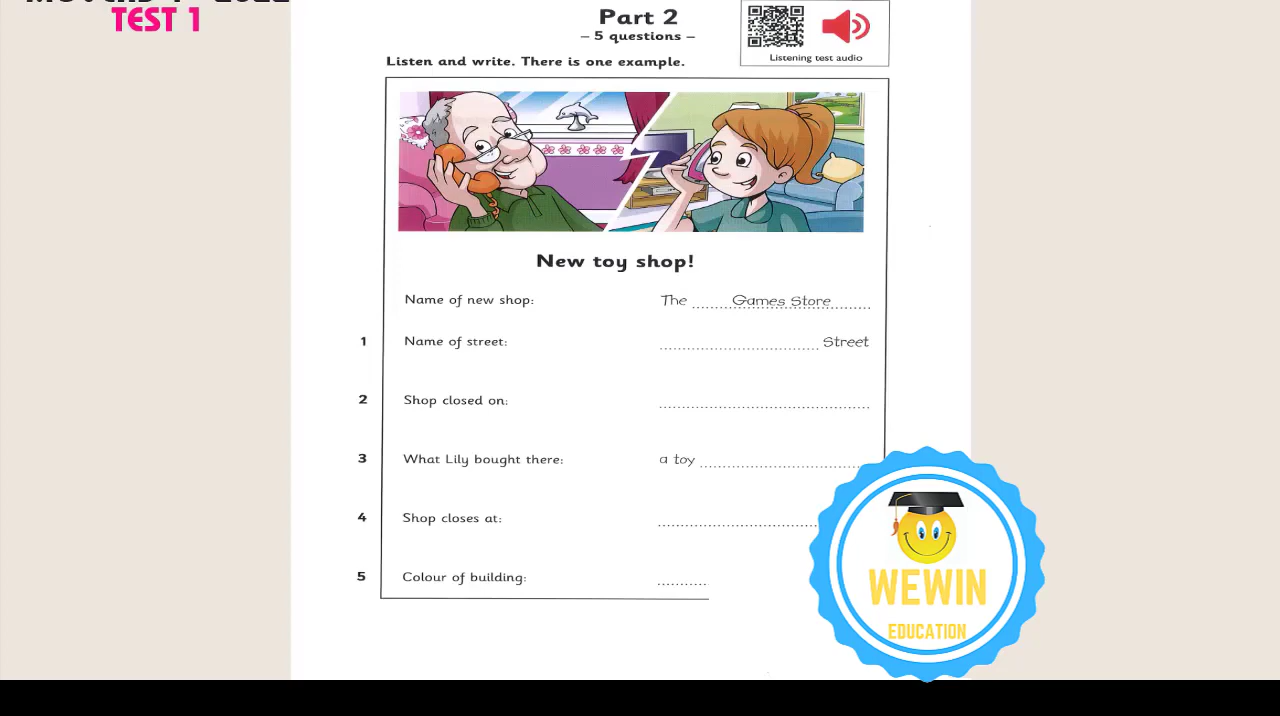 TEST 1
Part 2
– 5 questions –
Listening test audio
Listen and write. There is one example.
New toy shop!
Name of new shop: The Games Store
1 Name of street: Street
2 Shop closed on:
3 What Lily bought there: a toy
4 Shop closes at:
5 Colour of building:
WEWIN
EDUCATION